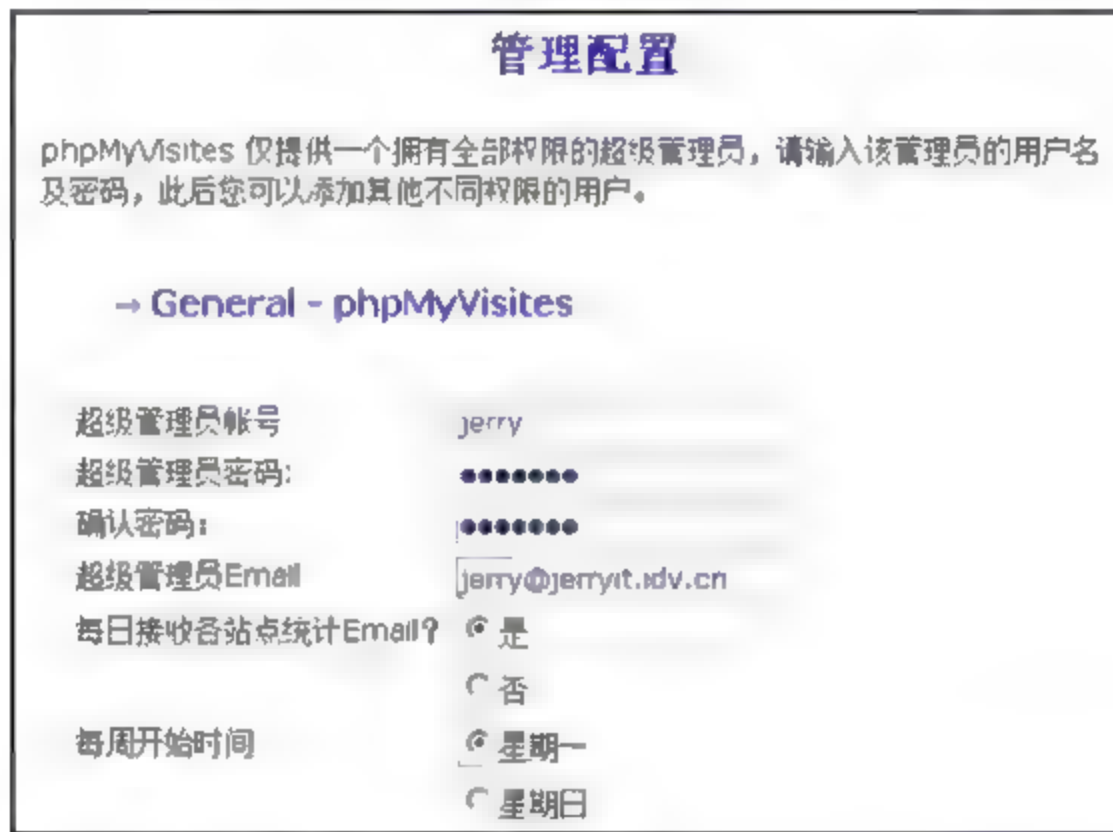 管理配置
phpMyVisites 仅提供一个拥有全部权限的超级管理员，请输入该管理员的用户名
及密码，此后您可以添加其他不同权限的用户。
→ General - phpMyVisites
超级管理员帐号 jerry
超级管理员密码: ●●●●●●●
确认密码： ●●●●●●●
超级管理员Email jerry@jerryit.idv.cn
每日接收各站点统计Email? 是
否
每周开始时间 星期一
星期日